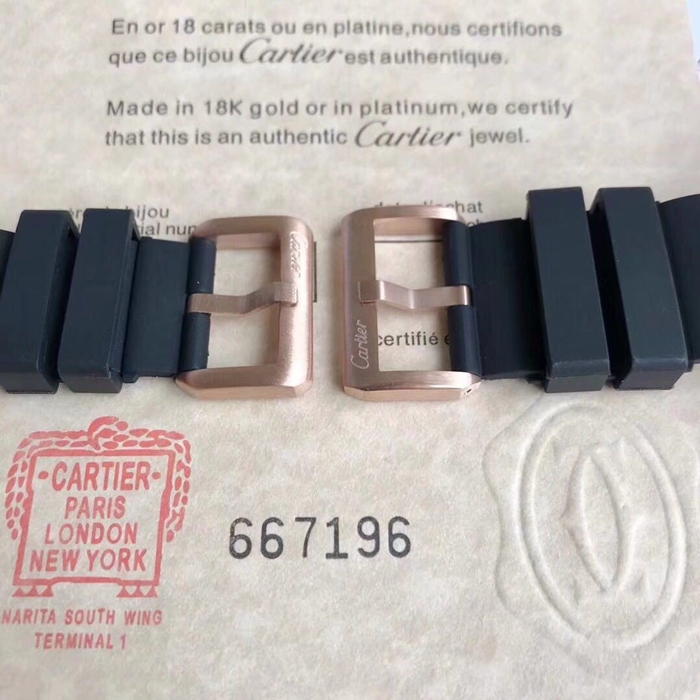 En or 18 carats ou en platine,nous certifions
que ce bijou Cartier est authentique.
Made in 18K gold or in platinum,we certify
that this is an authentic Cartier jewel.
bijou
chat
Cartier
Cartier
certifié
·CARTIER·
PARIS
LONDON
NEW YORK
667196
NARITA SOUTH WING
TERMINAL 1